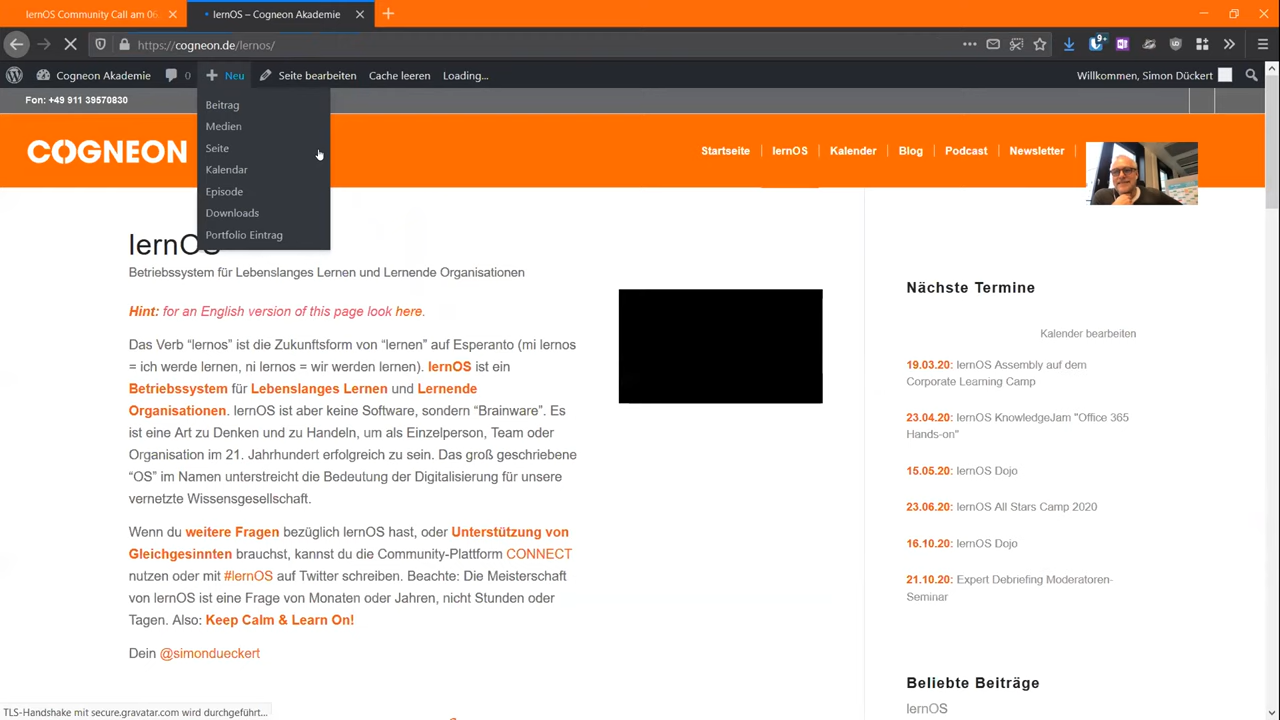 lernOS Community Call am 06
lernOS – Cogneon Akademie
https://cogneon.de/lernos/
9+
Cogneon Akademie
0
Neu
Seite bearbeiten
Cache leeren
Loading...
Willkommen, Simon Dückert
Fon: +49 911 39570830
Beitrag
Medien
Seite
Kalendar
Episode
Downloads
Portfolio Eintrag
COGNEON
Startseite
lernOS
Kalender
Blog
Podcast
Newsletter
lernOS
Betriebssystem für Lebenslanges Lernen und Lernende Organisationen
Hint: for an English version of this page look here.
Das Verb “lernos” ist die Zukunftsform von “lernen” auf Esperanto (mi lernos
= ich werde lernen, ni lernos = wir werden lernen). lernOS ist ein
Betriebssystem für Lebenslanges Lernen und Lernende
Organisationen. lernOS ist aber keine Software, sondern “Brainware”. Es
ist eine Art zu Denken und zu Handeln, um als Einzelperson, Team oder
Organisation im 21. Jahrhundert erfolgreich zu sein. Das groß geschriebene
“OS” im Namen unterstreicht die Bedeutung der Digitalisierung für unsere
vernetzte Wissensgesellschaft.
Wenn du weitere Fragen bezüglich lernOS hast, oder Unterstützung von
Gleichgesinnten brauchst, kannst du die Community-Plattform CONNECT
nutzen oder mit #lernOS auf Twitter schreiben. Beachte: Die Meisterschaft
von lernOS ist eine Frage von Monaten oder Jahren, nicht Stunden oder
Tagen. Also: Keep Calm & Learn On!
Dein @simondueckert
Nächste Termine
Kalender bearbeiten
19.03.20: lernOS Assembly auf dem
Corporate Learning Camp
23.04.20: lernOS KnowledgeJam "Office 365
Hands-on"
15.05.20: lernOS Dojo
23.06.20: lernOS All Stars Camp 2020
16.10.20: lernOS Dojo
21.10.20: Expert Debriefing Moderatoren-
Seminar
Beliebte Beiträge
lernOS
TLS-Handshake mit secure.gravatar.com wird durchgeführt...